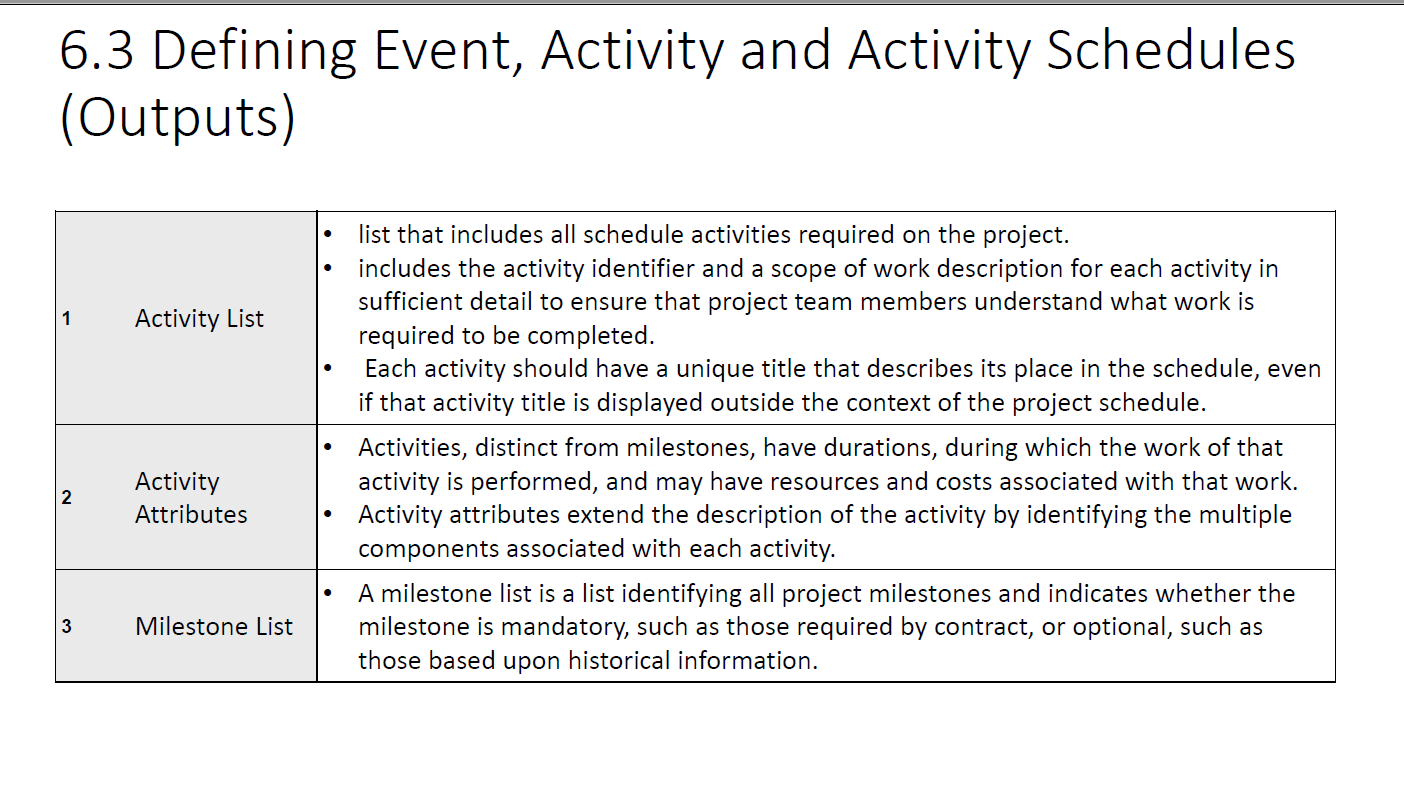 6.3 Defining Event, Activity and Activity Schedules
(Outputs)
1
Activity List
• list that includes all schedule activities required on the project.
• includes the activity identifier and a scope of work description for each activity in
sufficient detail to ensure that project team members understand what work is
required to be completed.
• Each activity should have a unique title that describes its place in the schedule, even
if that activity title is displayed outside the context of the project schedule.
2
Activity
Attributes
• Activities, distinct from milestones, have durations, during which the work of that
activity is performed, and may have resources and costs associated with that work.
• Activity attributes extend the description of the activity by identifying the multiple
components associated with each activity.
3
Milestone List
• A milestone list is a list identifying all project milestones and indicates whether the
milestone is mandatory, such as those required by contract, or optional, such as
those based upon historical information.